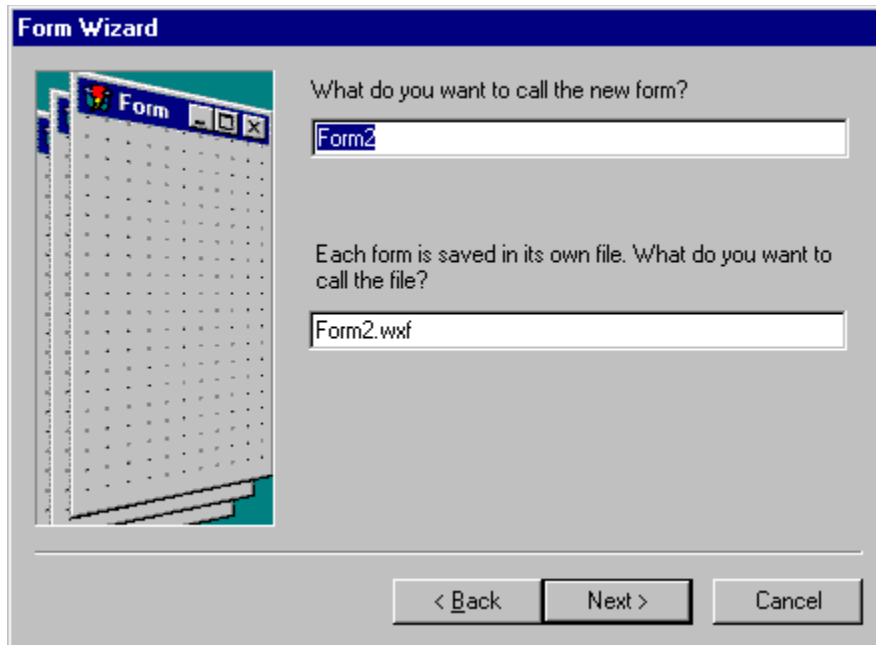 Form Wizard
Form
What do you want to call the new form?
Form2
Each form is saved in its own file. What do you want to
call the file?
Form2.wxf
< Back
Next >
Cancel